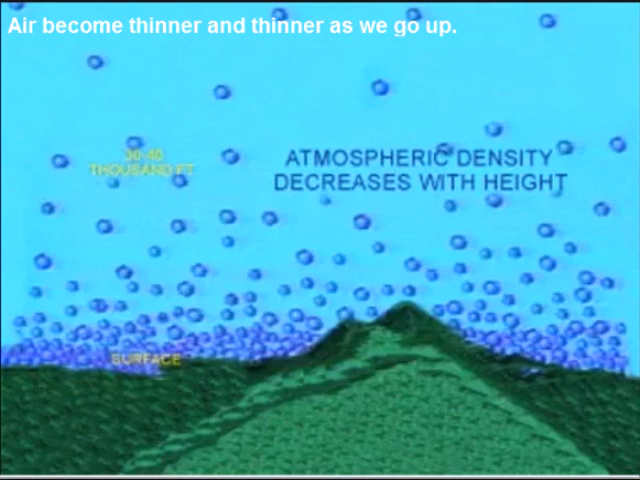 Air become thinner and thinner as we go up.
30-40
THOUSAND FT
ATMOSPHERIC DENSITY
DECREASES WITH HEIGHT
SURFACE